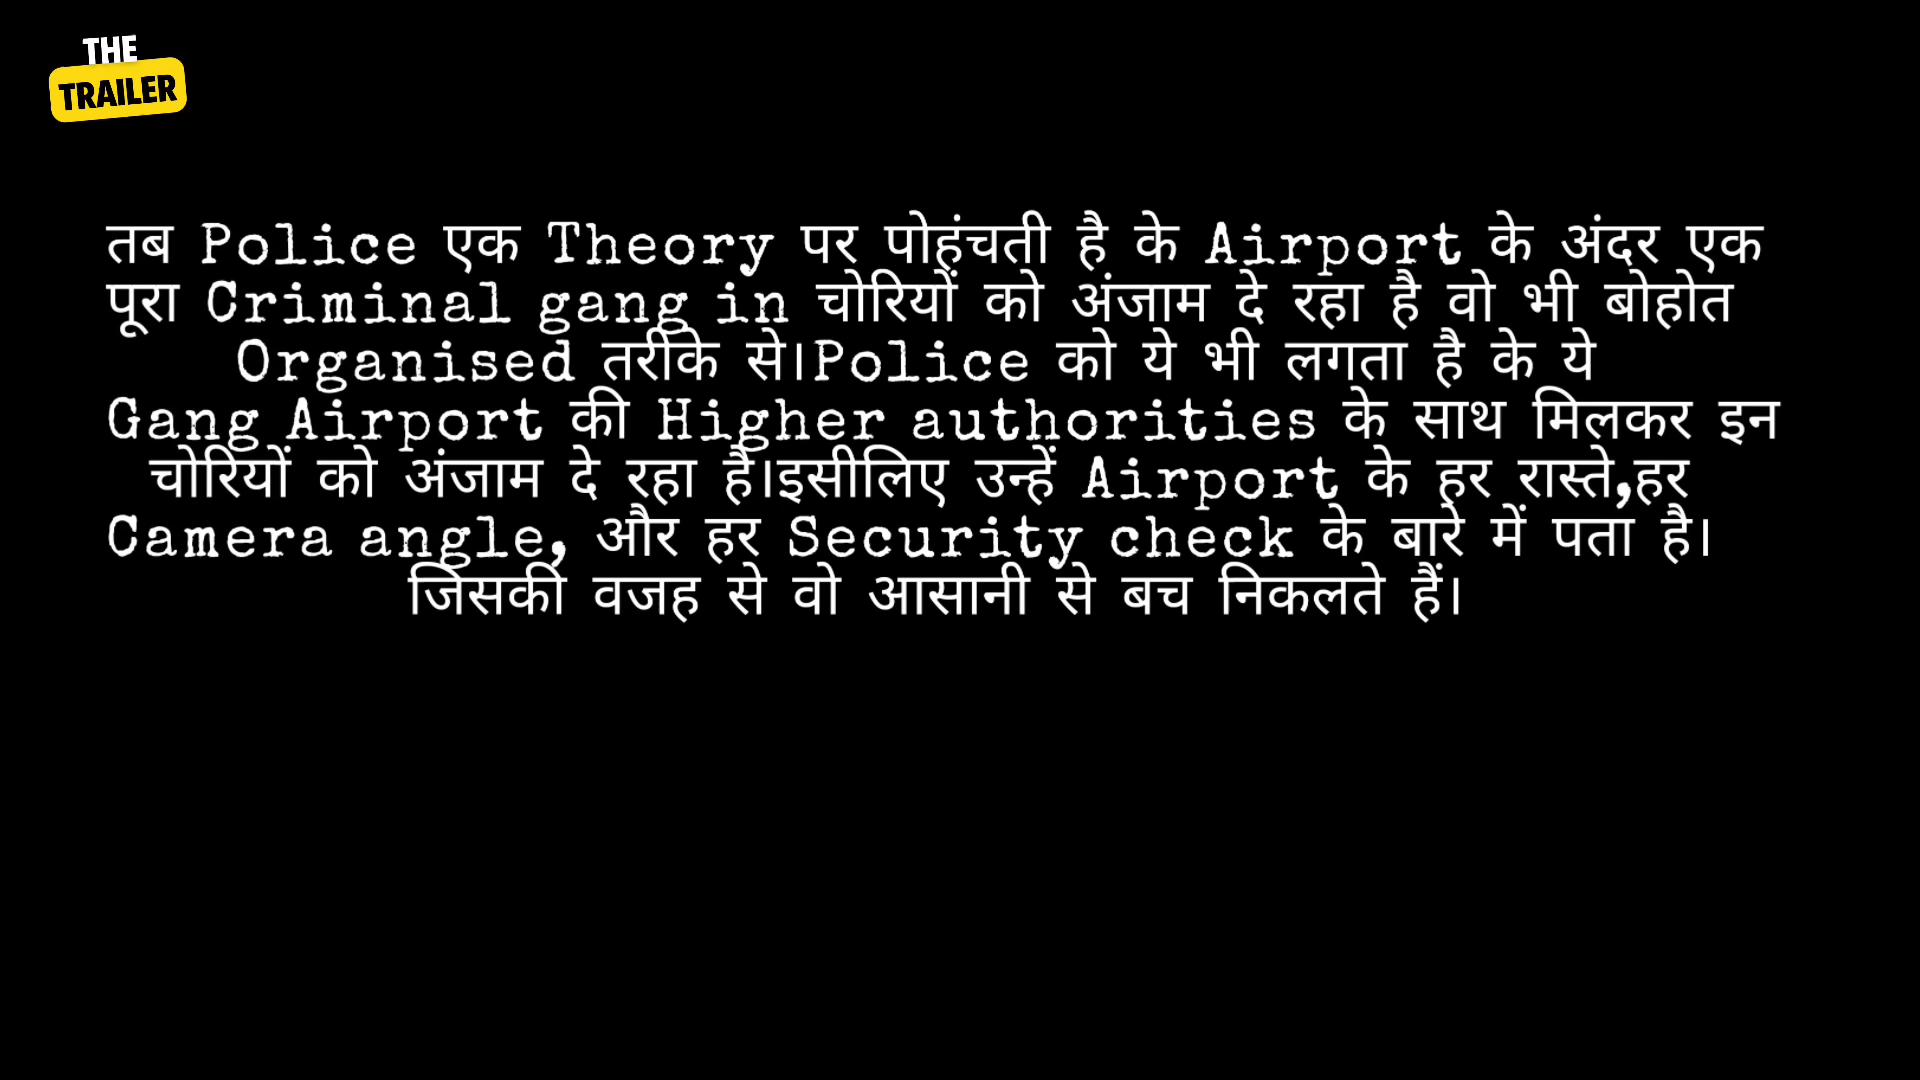 THE
TRAILER
तब Police एक Theory पर पोहंचती है के Airport के अंदर एक
पूरा Criminal gang in चोरियों को अंजाम दे रहा है वो भी बोहोत
Organised तरीके से।Police को ये भी लगता है के ये
Gang Airport की Higher authorities के साथ मिलकर इन
चोरियों को अंजाम दे रहा है।इसीलिए उन्हें Airport के हर रास्ते,हर
Camera angle, और हर Security check के बारे में पता है।
जिसकी वजह से वो आसानी से बच निकलते हैं।